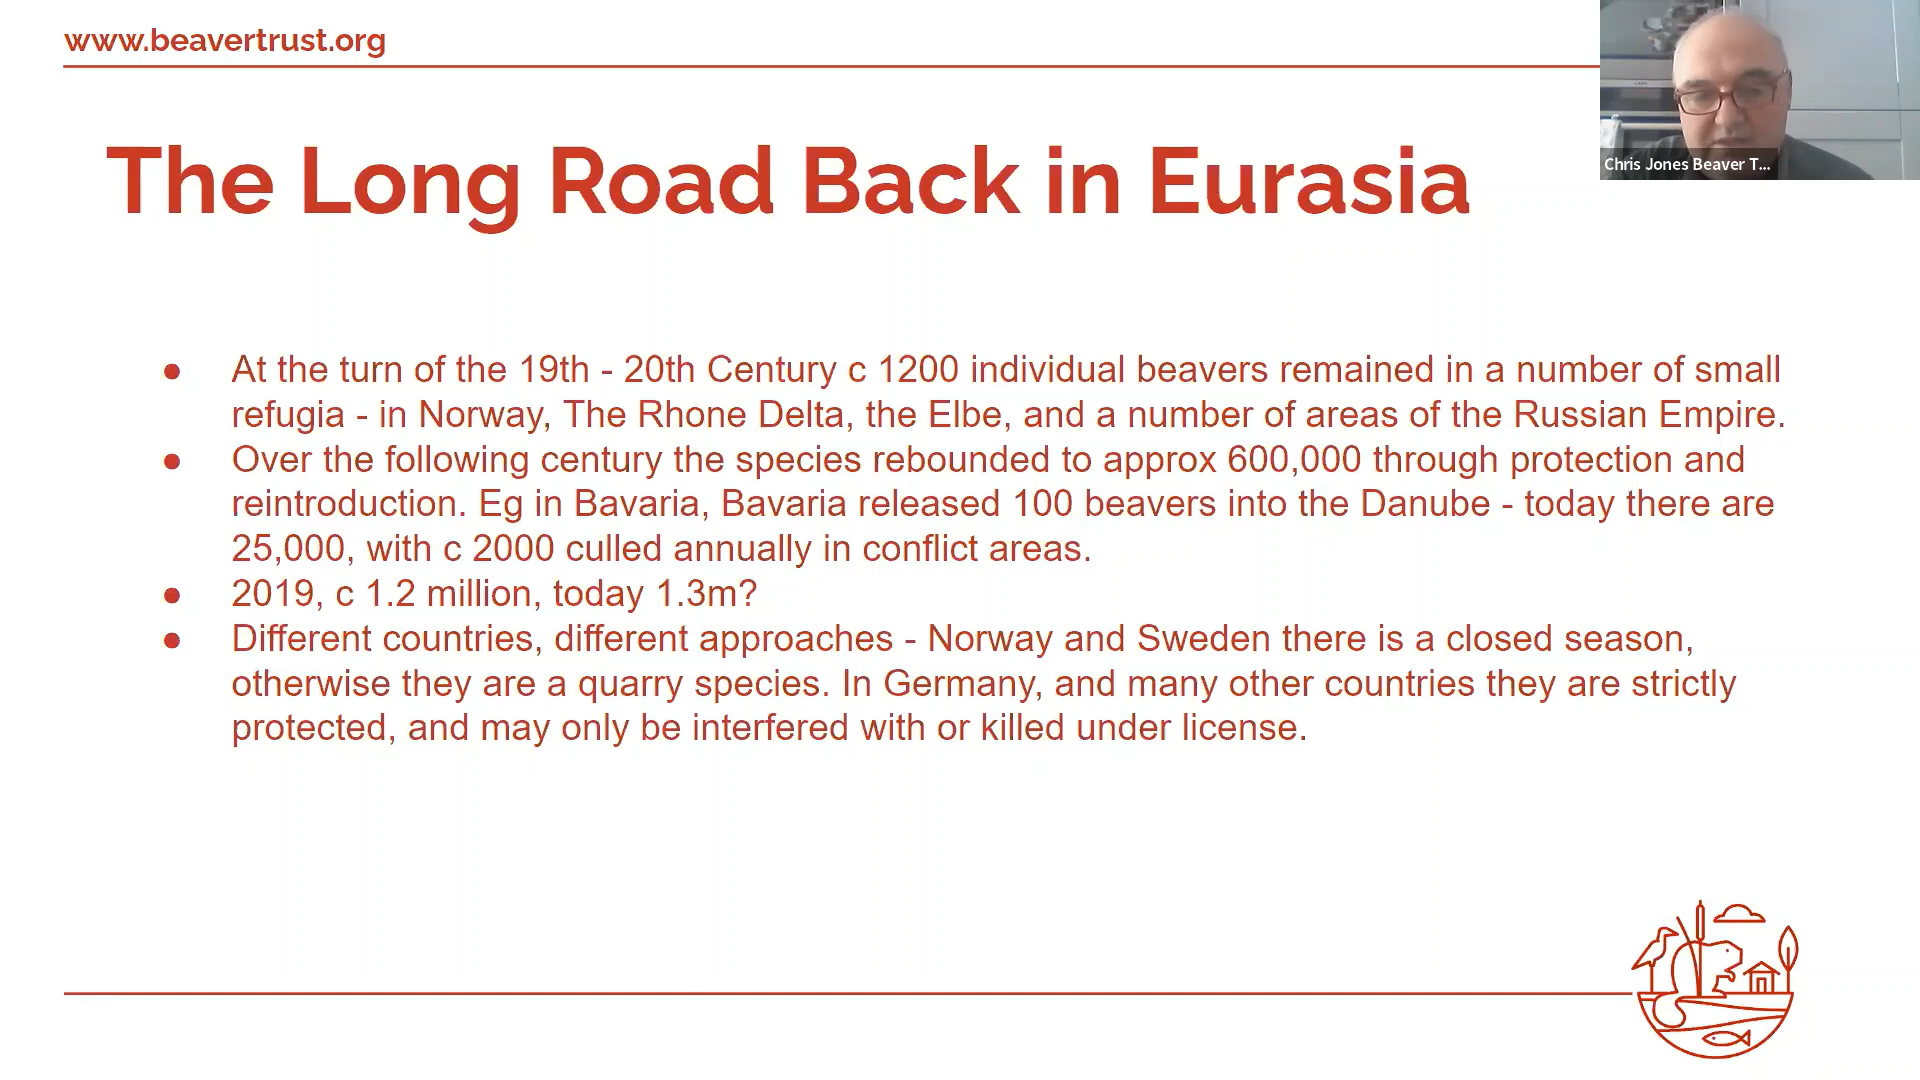 www.beavertrust.org
Chris Jones Beaver T...
The Long Road Back in Eurasia
● At the turn of the 19th - 20th Century c 1200 individual beavers remained in a number of small
refugia - in Norway, The Rhone Delta, the Elbe, and a number of areas of the Russian Empire.
● Over the following century the species rebounded to approx 600,000 through protection and
reintroduction. Eg in Bavaria, Bavaria released 100 beavers into the Danube - today there are
25,000, with c 2000 culled annually in conflict areas.
● 2019, c 1.2 million, today 1.3m?
● Different countries, different approaches - Norway and Sweden there is a closed season,
otherwise they are a quarry species. In Germany, and many other countries they are strictly
protected, and may only be interfered with or killed under license.